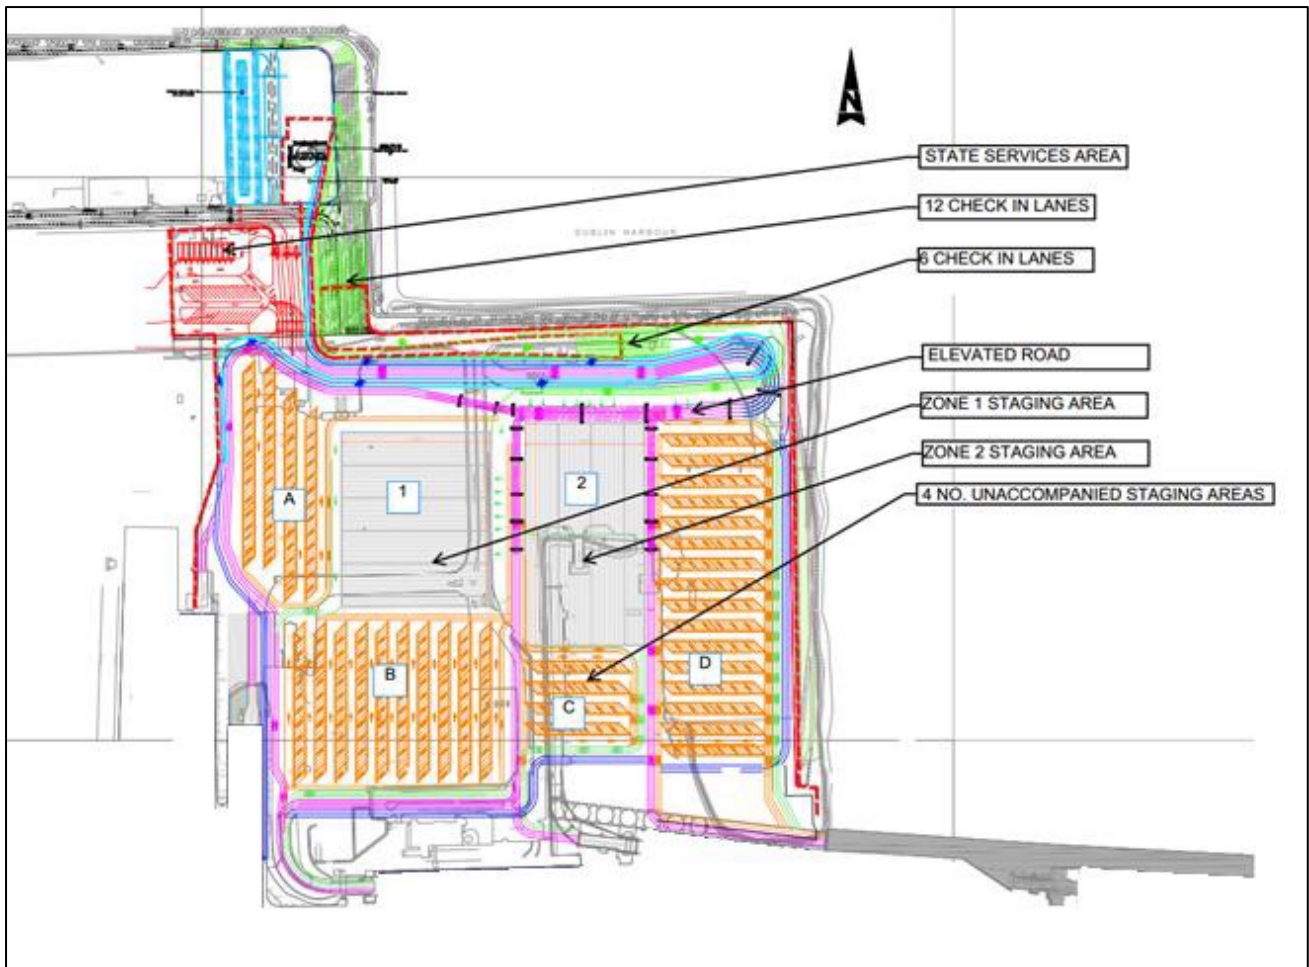 N
STATE SERVICES AREA
12 CHECK IN LANES
DUBLIN HARBOUR
6 CHECK IN LANES
ELEVATED ROAD
ZONE 1 STAGING AREA
ZONE 2 STAGING AREA
4 NO. UNACCOMPANIED STAGING AREAS
A
1
2
B
C
D